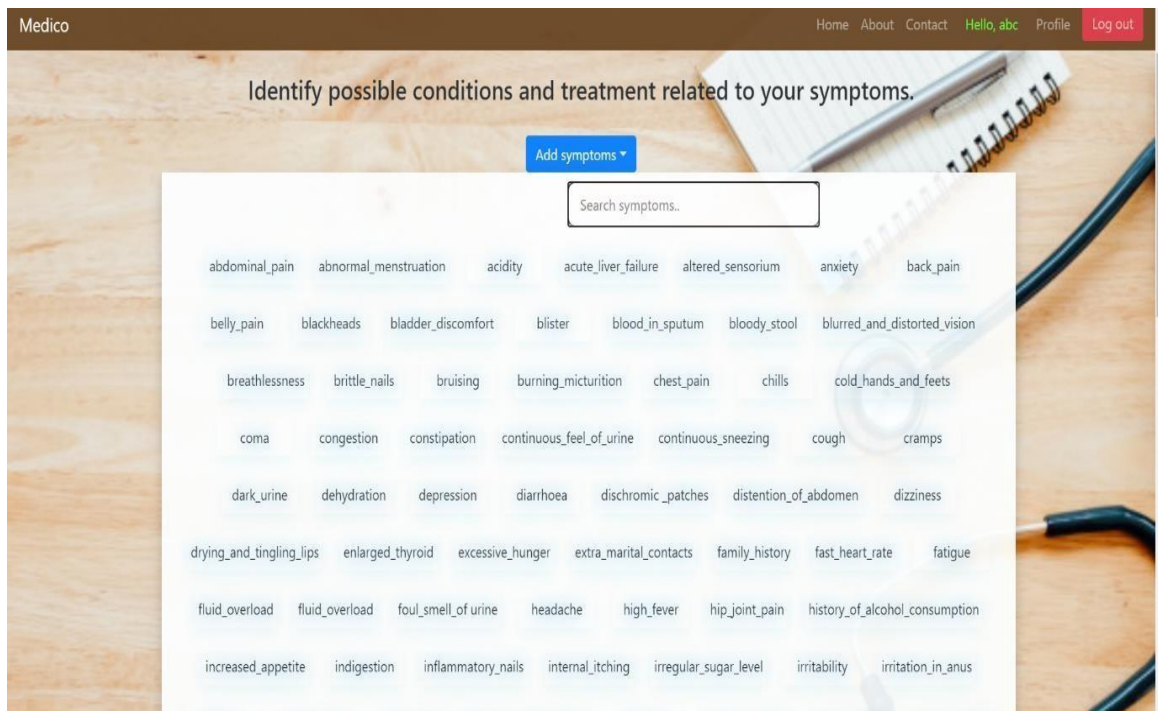 Medico Home About Contact Hello, abc Profile Log out
Identify possible conditions and treatment related to your symptoms.
Add symptoms
Search symptoms..
abdominal_pain abnormal_menstruation acidity acute_liver_failure altered_sensorium anxiety back_pain
belly_pain blackheads bladder_discomfort blister blood_in_sputum bloody_stool blurred_and_distorted_vision
breathlessness brittle_nails bruising burning_micturition chest_pain chills cold_hands_and_feets
coma congestion constipation continuous_feel_of_urine continuous_sneezing cough cramps
dark_urine dehydration depression diarrhoea dischromic _patches distention_of_abdomen dizziness
drying_and_tingling_lips enlarged_thyroid excessive_hunger extra_marital_contacts family_history fast_heart_rate fatigue
fluid_overload fluid_overload foul_smell_of urine headache high_fever hip_joint_pain history_of_alcohol_consumption
increased_appetite indigestion inflammatory_nails internal_itching irregular_sugar_level irritability irritation_in_anus